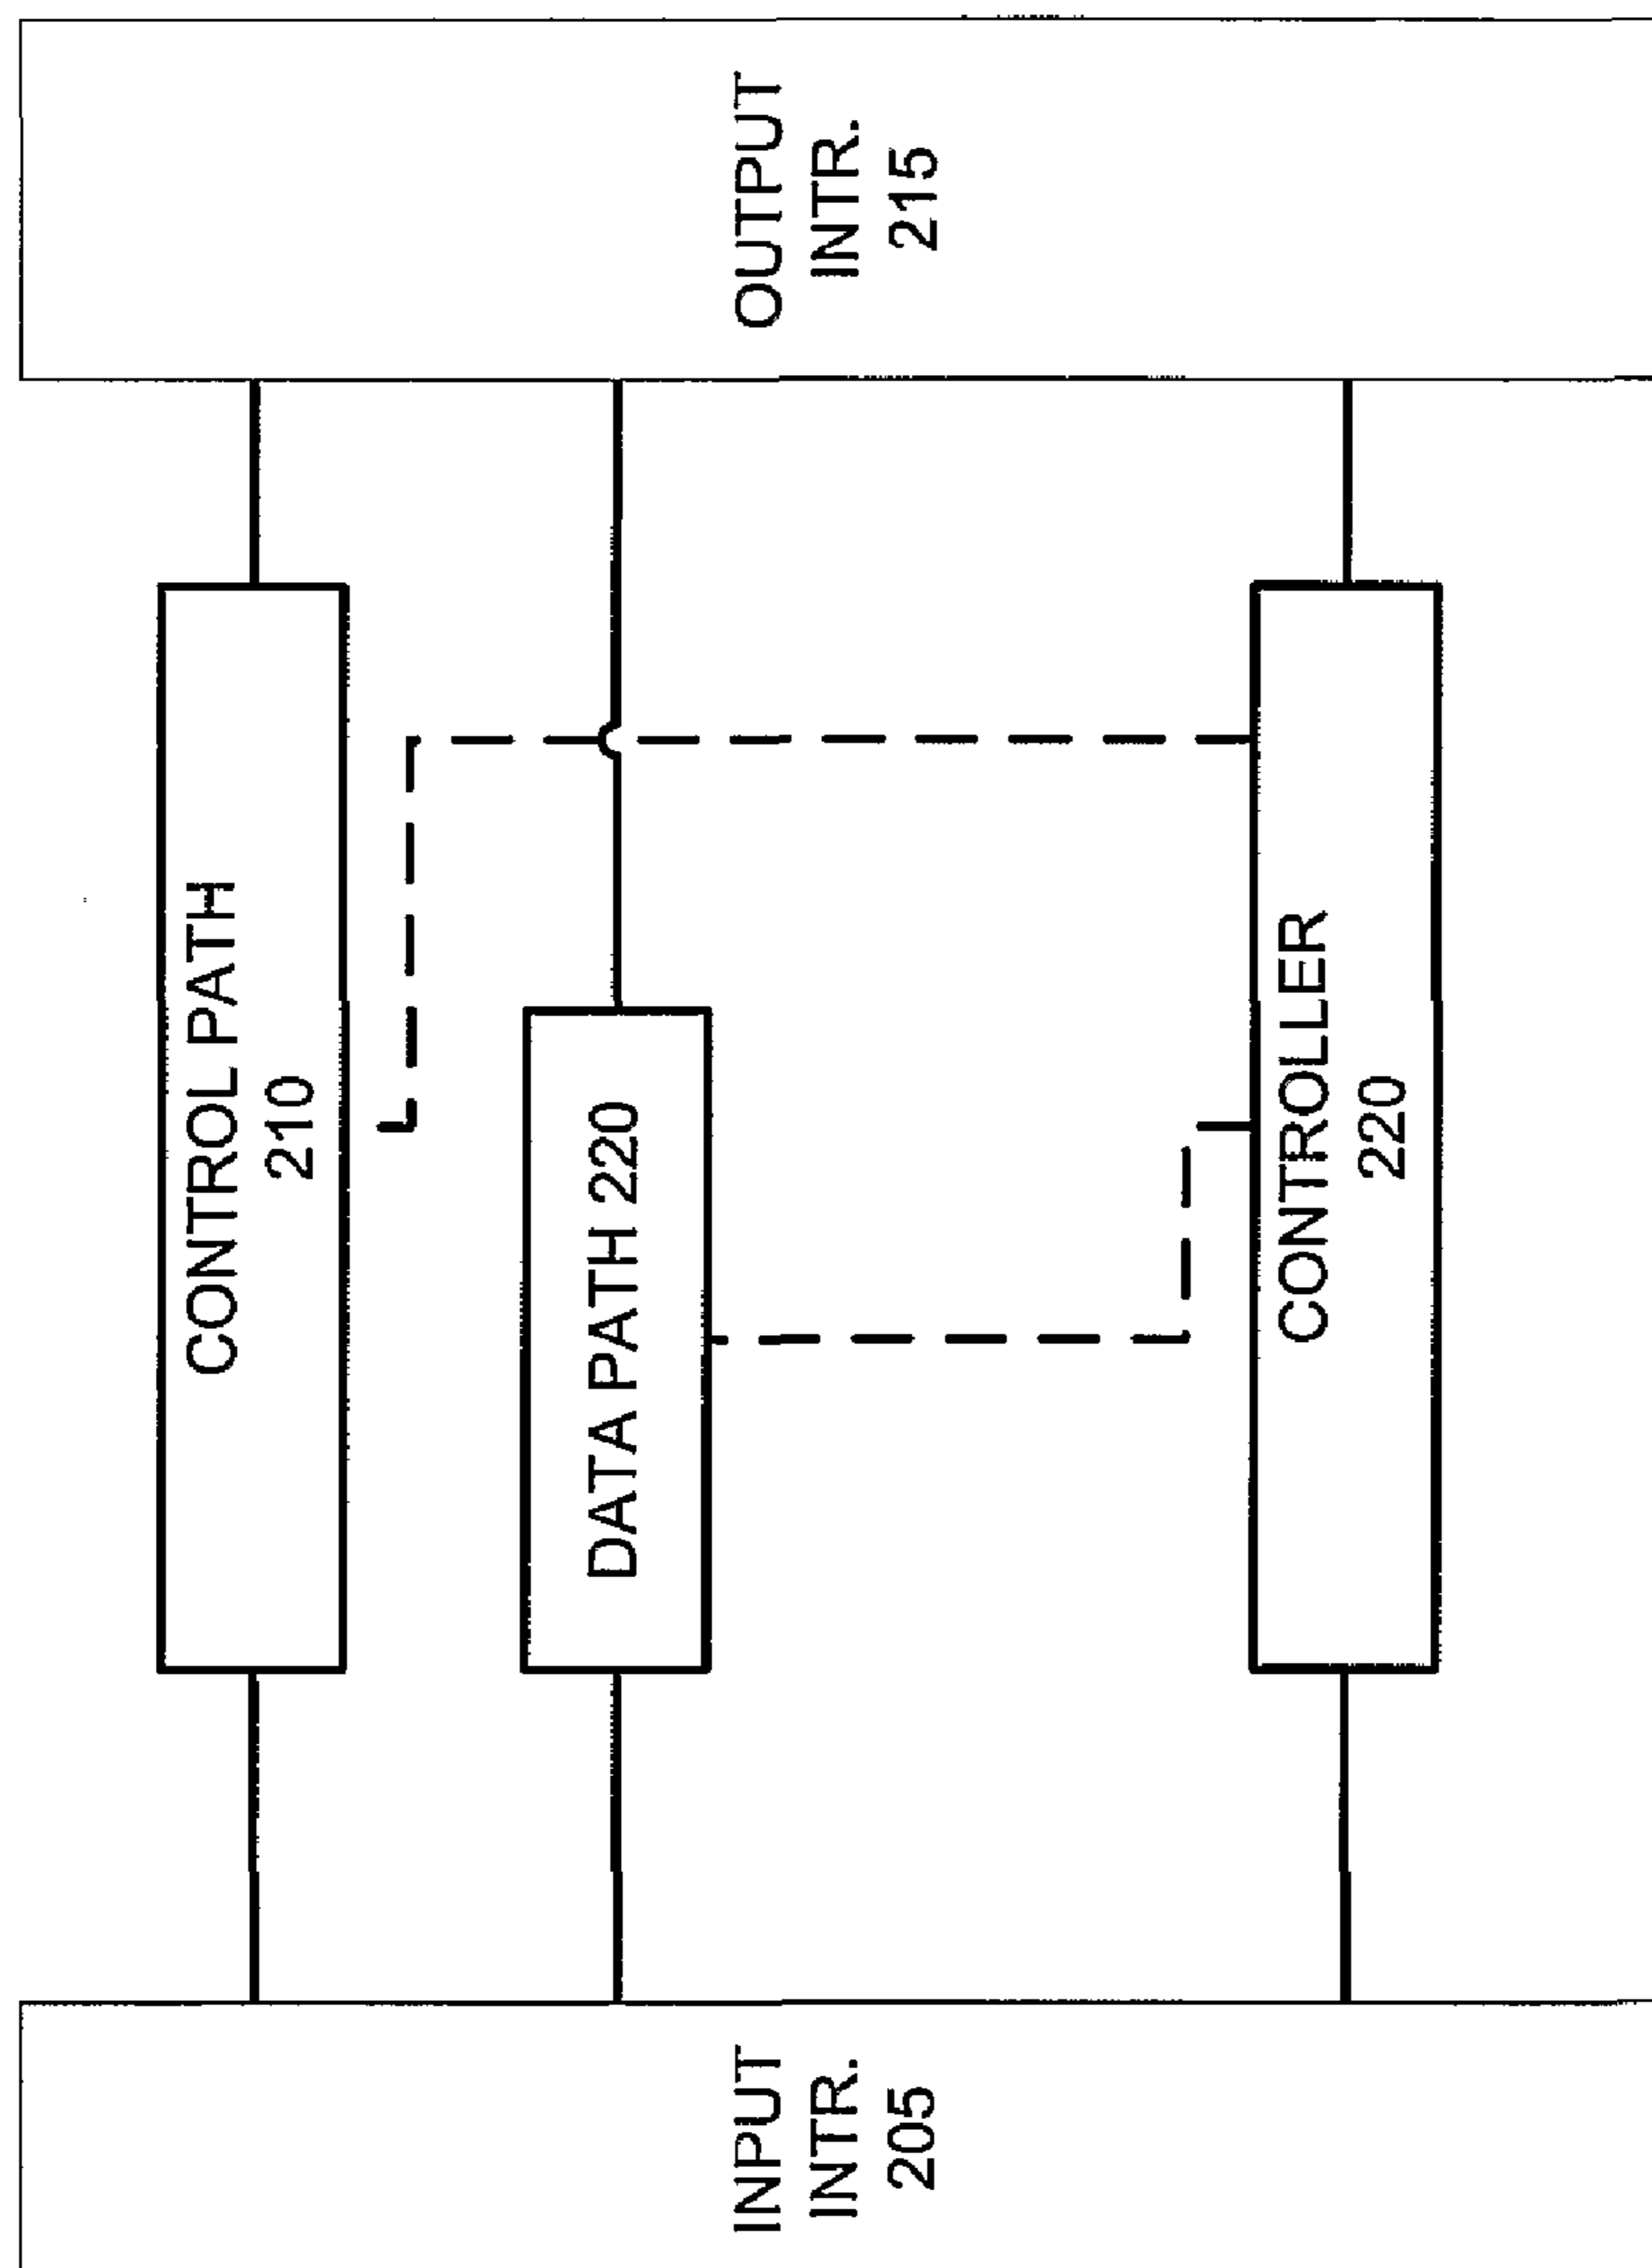 INPUT
INTR.
205
CONTROL PATH
210
DATA PATH 220
CONTROLLER
220
OUTPUT
INTR.
215